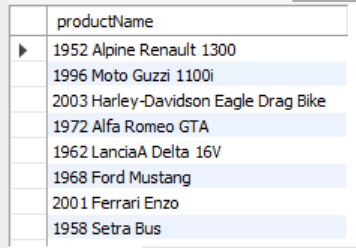 productName
1952 Alpine Renault 1300
1996 Moto Guzzi 1100i
2003 Harley-Davidson Eagle Drag Bike
1972 Alfa Romeo GTA
1962 LanciaA Delta 16V
1968 Ford Mustang
2001 Ferrari Enzo
1958 Setra Bus